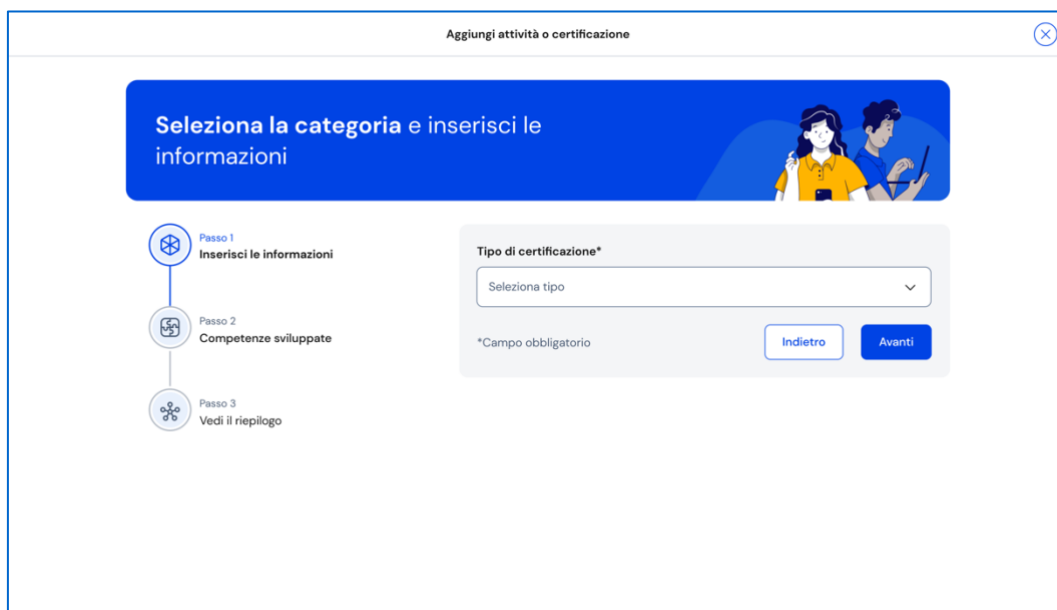 Aggiungi attività o certificazione
Seleziona la categoria e inserisci le
informazioni
Passo 1
Inserisci le informazioni
Passo 2
Competenze sviluppate
Passo 3
Vedi il riepilogo
Tipo di certificazione*
Seleziona tipo
*Campo obbligatorio
Indietro
Avanti